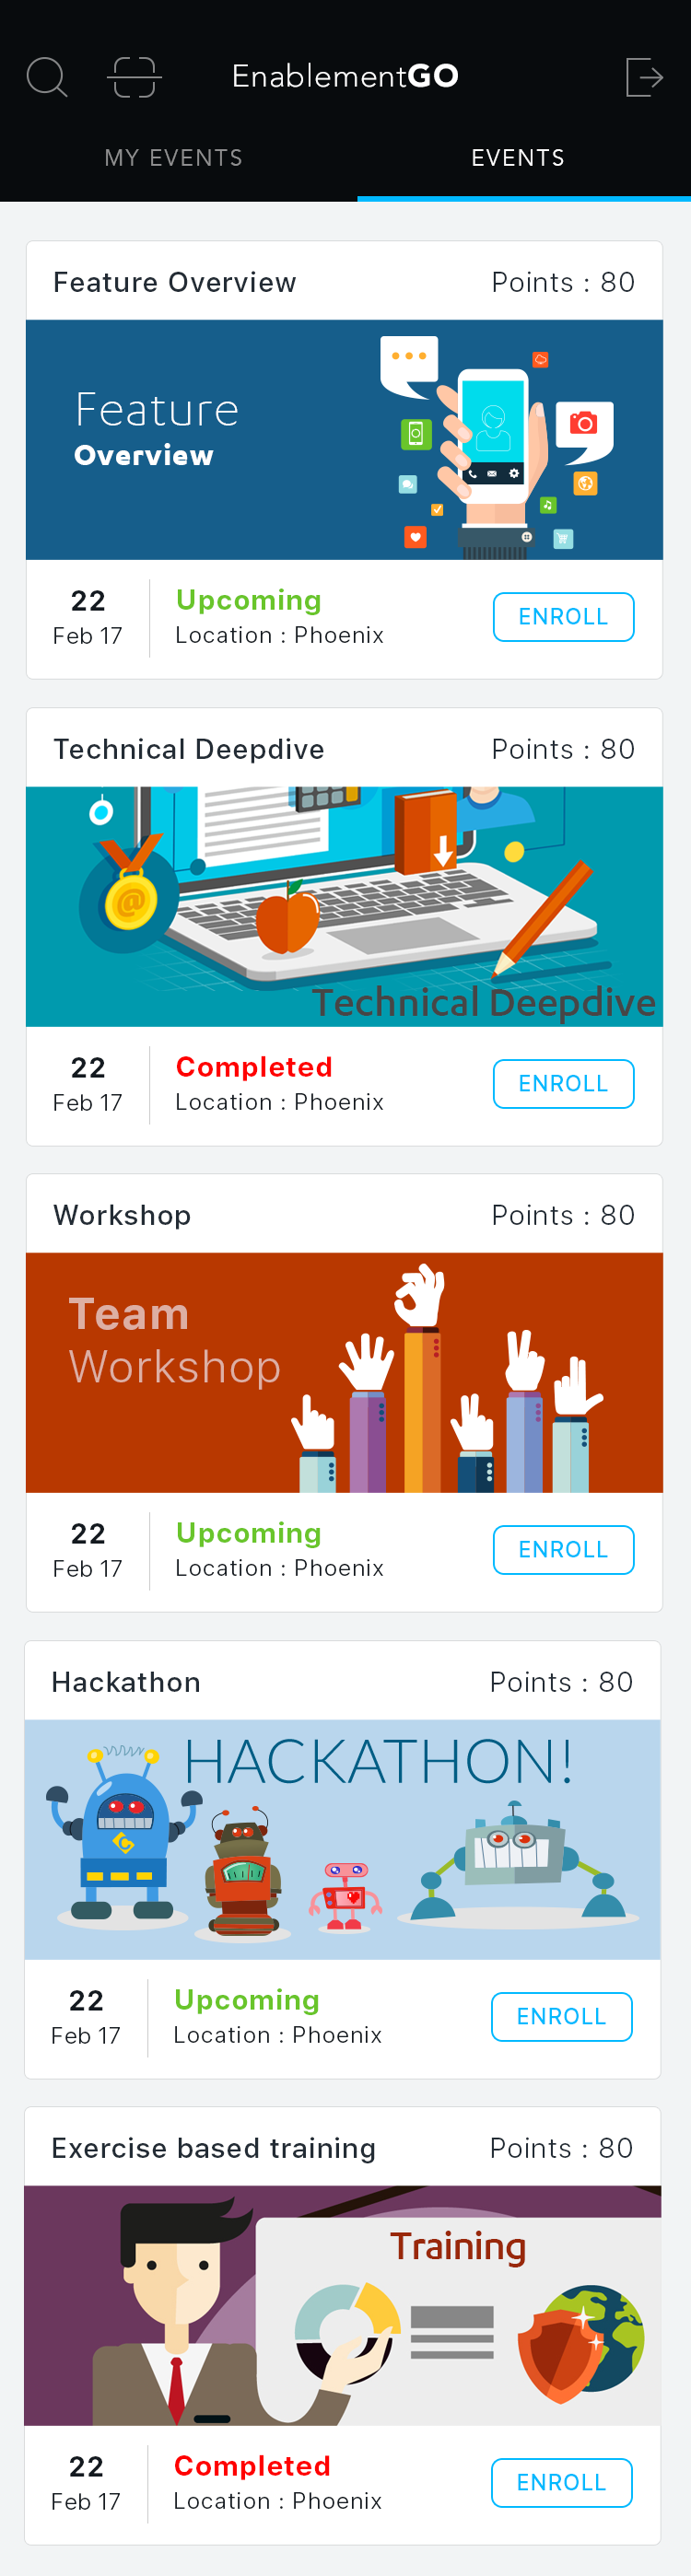 EnablementGO
MY EVENTS
EVENTS
Feature Overview
Points : 80
Feature
Overview
22
Feb 17
Upcoming
Location : Phoenix
ENROLL
Technical Deepdive
Points : 80
@
Technical Deepdive
22
Feb 17
Completed
Location : Phoenix
ENROLL
Workshop
Points : 80
Team
Workshop
22
Feb 17
Upcoming
Location : Phoenix
ENROLL
Hackathon
Points : 80
HACKATHON!
22
Feb 17
Upcoming
Location : Phoenix
ENROLL
Exercise based training
Points : 80
Training
22
Feb 17
Completed
Location : Phoenix
ENROLL